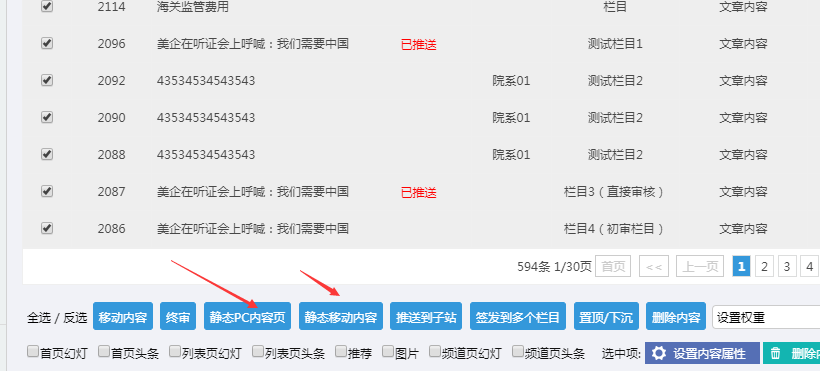 2114 海关监管费用 栏目 文章内容
2096 美企在听证会上呼喊：我们需要中国 已推送 测试栏目1 文章内容
2092 43534534543543 院系01 测试栏目2 文章内容
2090 43534534543543 院系01 测试栏目2 文章内容
2088 43534534543543 院系01 测试栏目2 文章内容
2087 美企在听证会上呼喊：我们需要中国 已推送 栏目3（直接审核） 文章内容
2086 美企在听证会上呼喊：我们需要中国 栏目4（初审栏目） 文章内容
594条 1/30页 首页 << 上一页 1 2 3 4
全选 / 反选 移动内容 终审 静态PC内容页 静态移动内容 推送到子站 签发到多个栏目 置顶/下沉 删除内容 设置权重
首页幻灯 首页头条 列表页幻灯 列表页头条 推荐 图片 频道页幻灯 频道页头条 选中项: 设置内容属性 删除